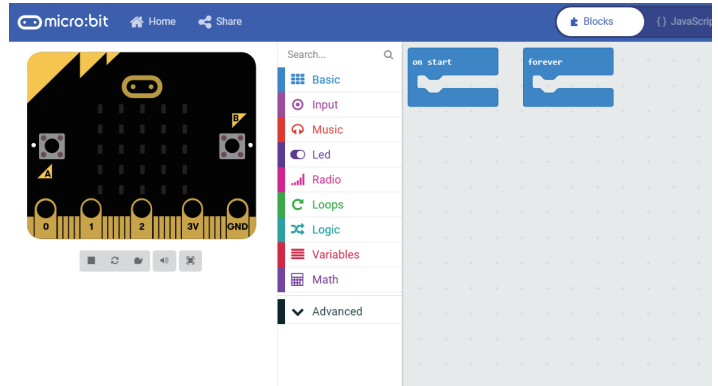 micro:bit Home Share Blocks {} JavaScrip
Search...
on start forever
Basic
Input
B
Music
Led
A
Radio
Loops
0 1 2 3V GND
Logic
Variables
Math
Advanced